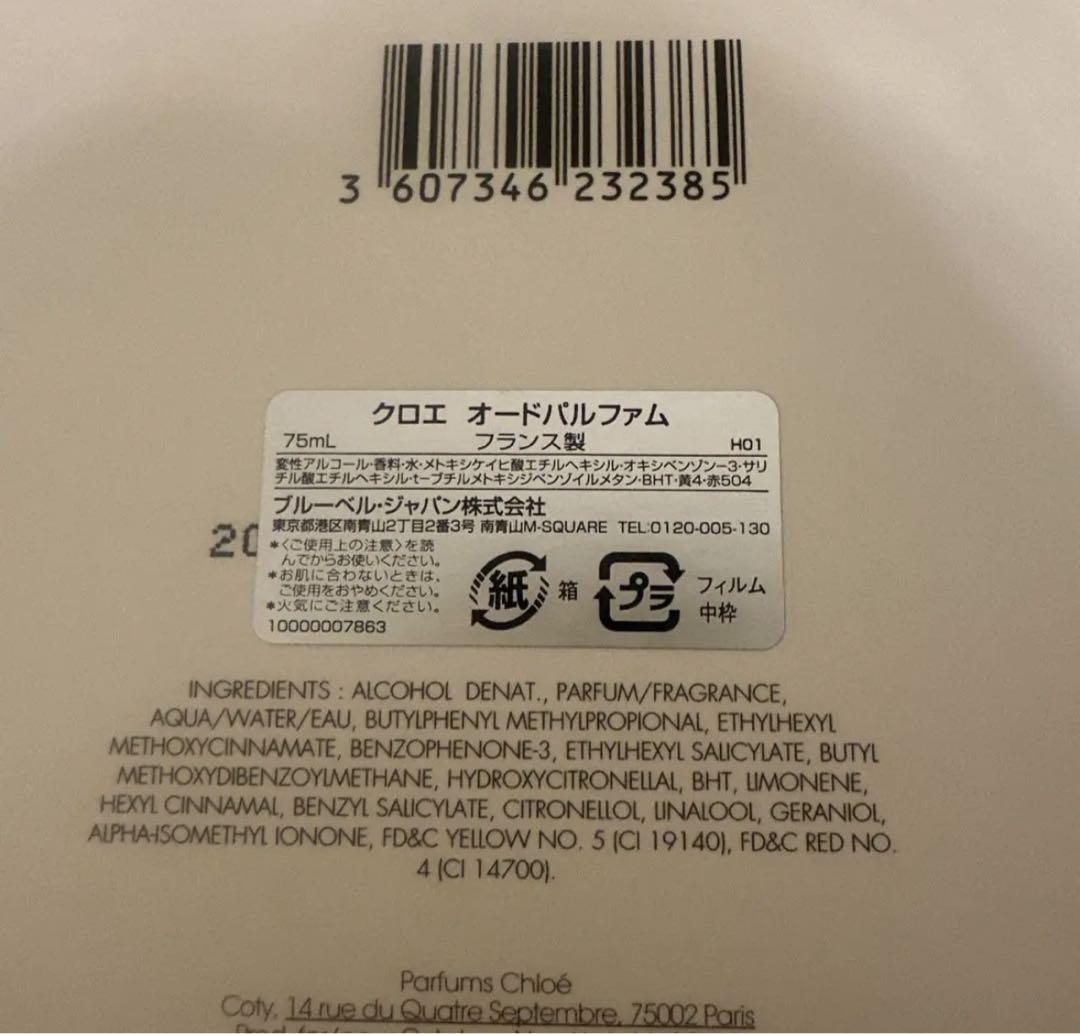 3 607346 232385
クロエ オードパルファム
75mL フランス製 H01
変性アルコール・香料・水・メトキシケイヒ酸エチルヘキシル・オキシベンゾン-3・サリ
チル酸エチルヘキシル・t-ブチルメトキシジベンゾイルメタン・BHT・黄4・赤504
ブルーベル・ジャパン株式会社
東京都港区南青山2丁目2番3号 南青山M-SQUARE TEL:0120-005-130
20
*〈ご使用上の注意〉を読
んでからお使いください。
*お肌に合わないときは、
ご使用をおやめください。
*火気にご注意ください。
10000007863
紙 箱 プラ フィルム
中枠
INGREDIENTS : ALCOHOL DENAT., PARFUM/FRAGRANCE,
AQUA/WATER/EAU, BUTYLPHENYL METHYLPROPIONAL, ETHYLHEXYL
METHOXYCINNAMATE, BENZOPHENONE-3, ETHYLHEXYL SALICYLATE, BUTYL
METHOXYDIBENZOYLMETHANE, HYDROXYCITRONELLAL, BHT, LIMONENE,
HEXYL CINNAMAL, BENZYL SALICYLATE, CITRONELLOL, LINALOOL, GERANIOL,
ALPHA-ISOMETHYL IONONE, FD&C YELLOW NO. 5 (CI 19140), FD&C RED NO.
4 (CI 14700).
Parfums Chloé
Coty, 14 rue du Quatre Septembre, 75002 Paris